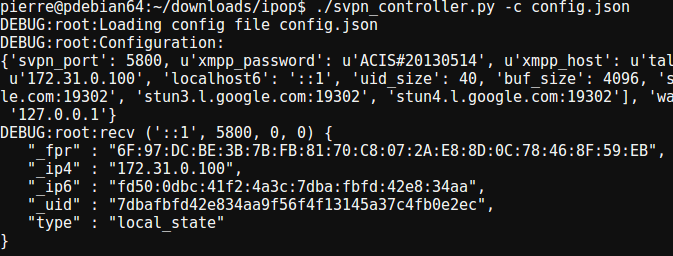 pierre@pdebian64:~/downloads/ipop$ ./svpn_controller.py -c config.json
DEBUG:root:Loading config file config.json
DEBUG:root:Configuration:
{'svpn_port': 5800, u'xmpp_password': u'ACIS#20130514', u'xmpp_host': u'tal
u'172.31.0.100', 'localhost6': '::1', 'uid_size': 40, 'buf_size': 4096, 's
le.com:19302', 'stun3.l.google.com:19302', 'stun4.l.google.com:19302'], 'wa
'127.0.0.1'}
DEBUG:root:recv ('::1', 5800, 0, 0) {
"_fpr" : "6F:97:DC:BE:3B:7B:FB:81:70:C8:07:2A:E8:8D:0C:78:46:8F:59:EB",
"_ip4" : "172.31.0.100",
"_ip6" : "fd50:0dbc:41f2:4a3c:7dba:fbfd:42e8:34aa",
"_uid" : "7dbafbfd42e834aa9f56f4f13145a37c4fb0e2ec",
"type" : "local_state"
}